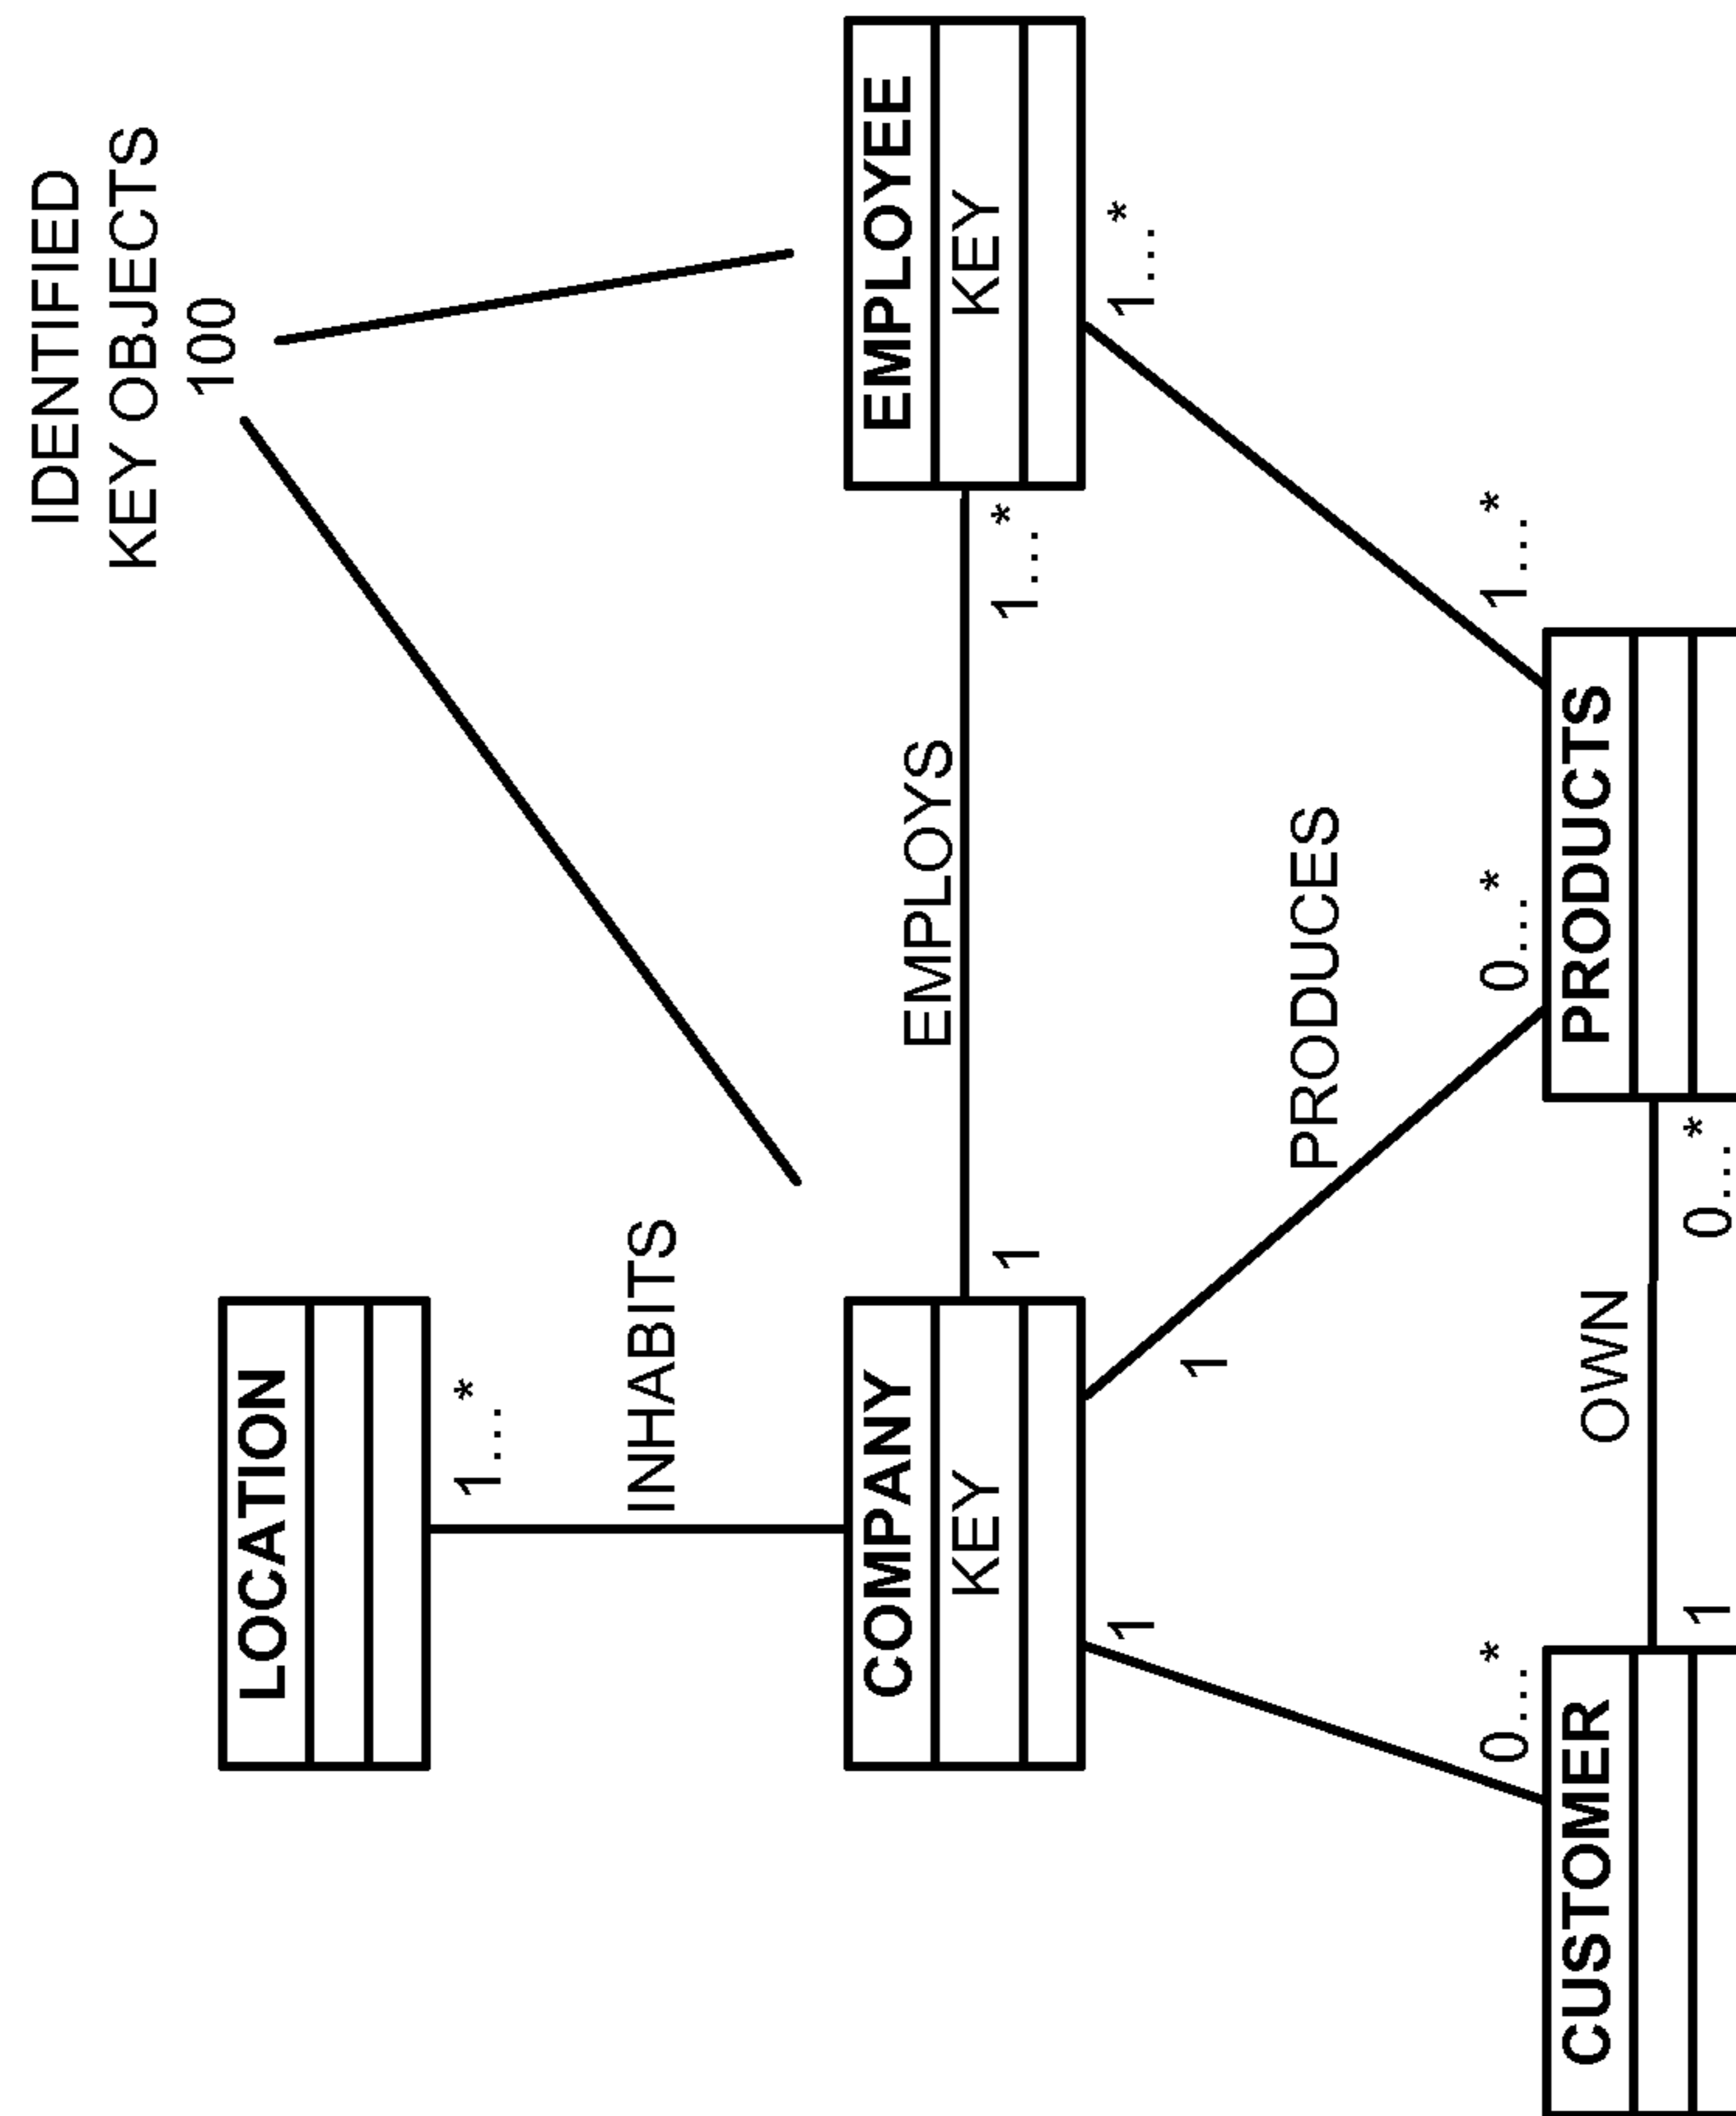 IDENTIFIED
KEY OBJECTS
100
LOCATION
1...*
INHABITS
COMPANY
EMPLOYEE
EMPLOYS
KEY
KEY
1
1...*
1
1...*
1
PRODUCES
0...*
0...*
1...*
CUSTOMER
PRODUCTS
OWN
1
0...*